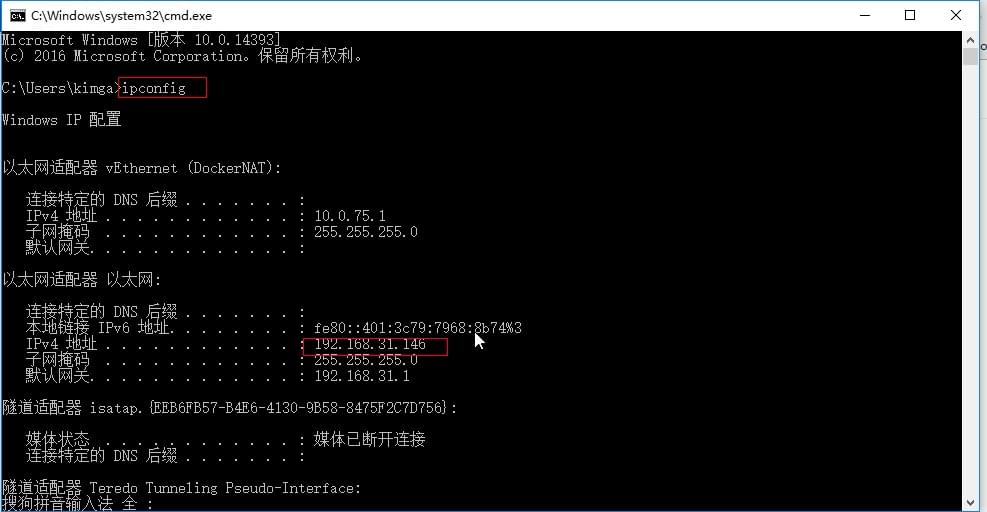 C:\Windows\system32\cmd.exe
Microsoft Windows [版本 10.0.14393]
(c) 2016 Microsoft Corporation。保留所有权利。
C:\Users\kimga>ipconfig
Windows IP 配置
以太网适配器 vEthernet (DockerNAT):
连接特定的 DNS 后缀 . . . . . . . :
IPv4 地址 . . . . . . . . . . . . : 10.0.75.1
子网掩码 . . . . . . . . . . . . : 255.255.255.0
默认网关. . . . . . . . . . . . . :
以太网适配器 以太网:
连接特定的 DNS 后缀 . . . . . . . :
本地链接 IPv6 地址. . . . . . . . : fe80::401:3c79:7968:8b74%3
IPv4 地址 . . . . . . . . . . . . : 192.168.31.146
子网掩码 . . . . . . . . . . . . : 255.255.255.0
默认网关. . . . . . . . . . . . . : 192.168.31.1
隧道适配器 isatap.{EEB6FB57-B4E6-4130-9B58-8475F2C7D756}:
媒体状态 . . . . . . . . . . . . : 媒体已断开连接
连接特定的 DNS 后缀 . . . . . . . :
隧道适配器 Teredo Tunneling Pseudo-Interface:
搜狗拼音输入法 全 :